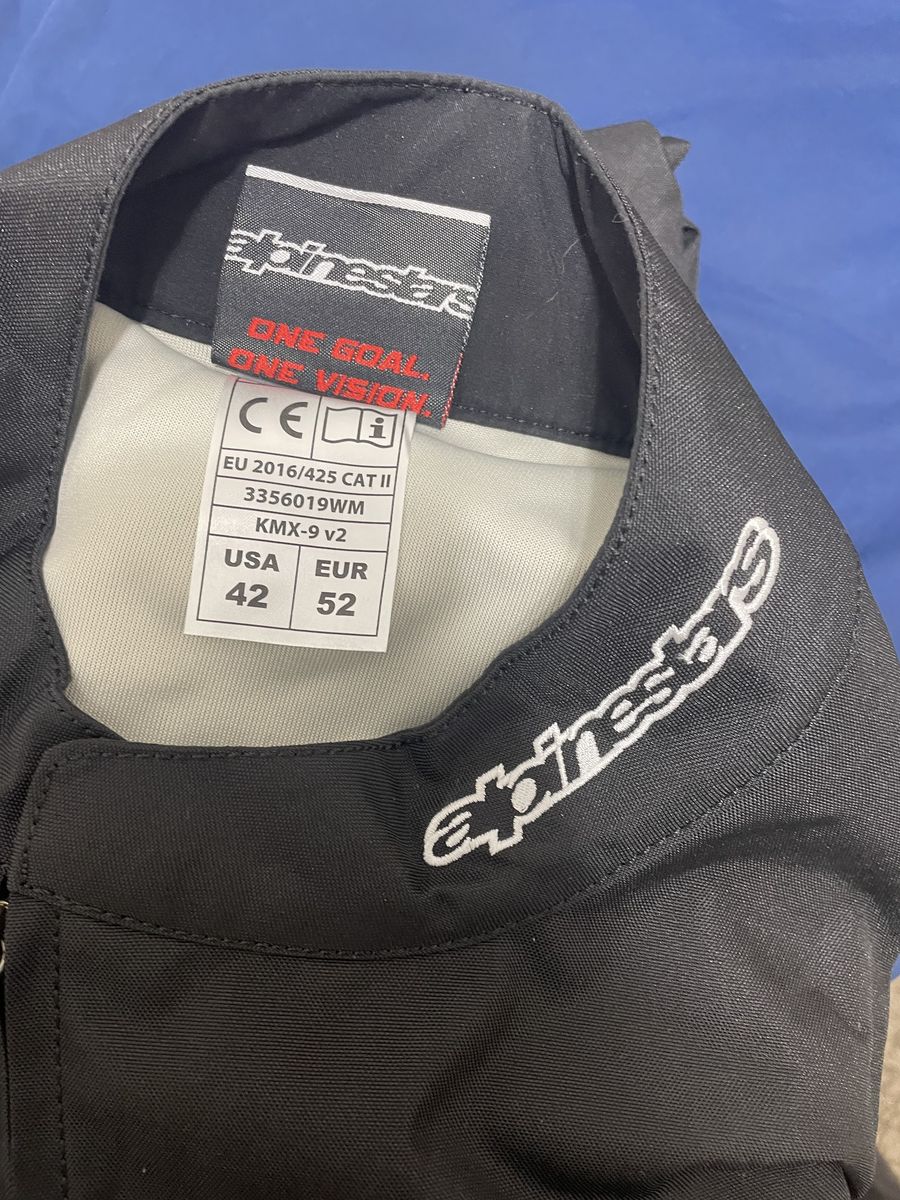 alpinestars
ONE GOAL.
ONE VISION.
CE
i
EU 2016/425 CAT II
3356019WM
KMX-9 v2
USA EUR
42 52
alpinestars